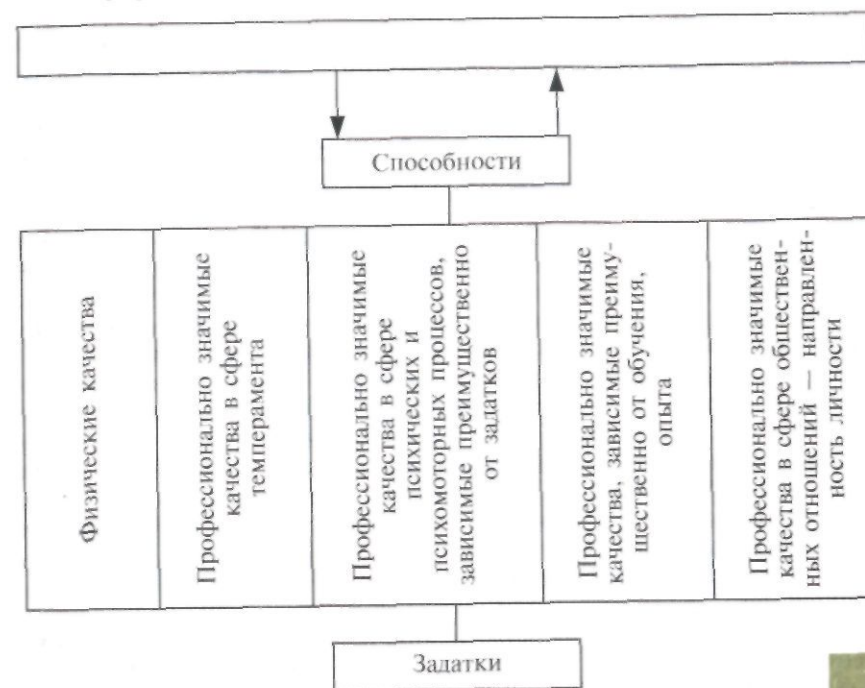 Способности
Физические качества
Профессионально значимые
качества в сфере
темперамента
Профессионально значимые
качества в сфере
психических и
психомоторных процессов,
зависимые преимущественно
от задатков
Профессионально значимые
качества, зависимые преиму-
щественно от обучения,
опыта
Профессионально значимые
качества в сфере обществен-
ных отношений — направлен-
ность личности
Задатки